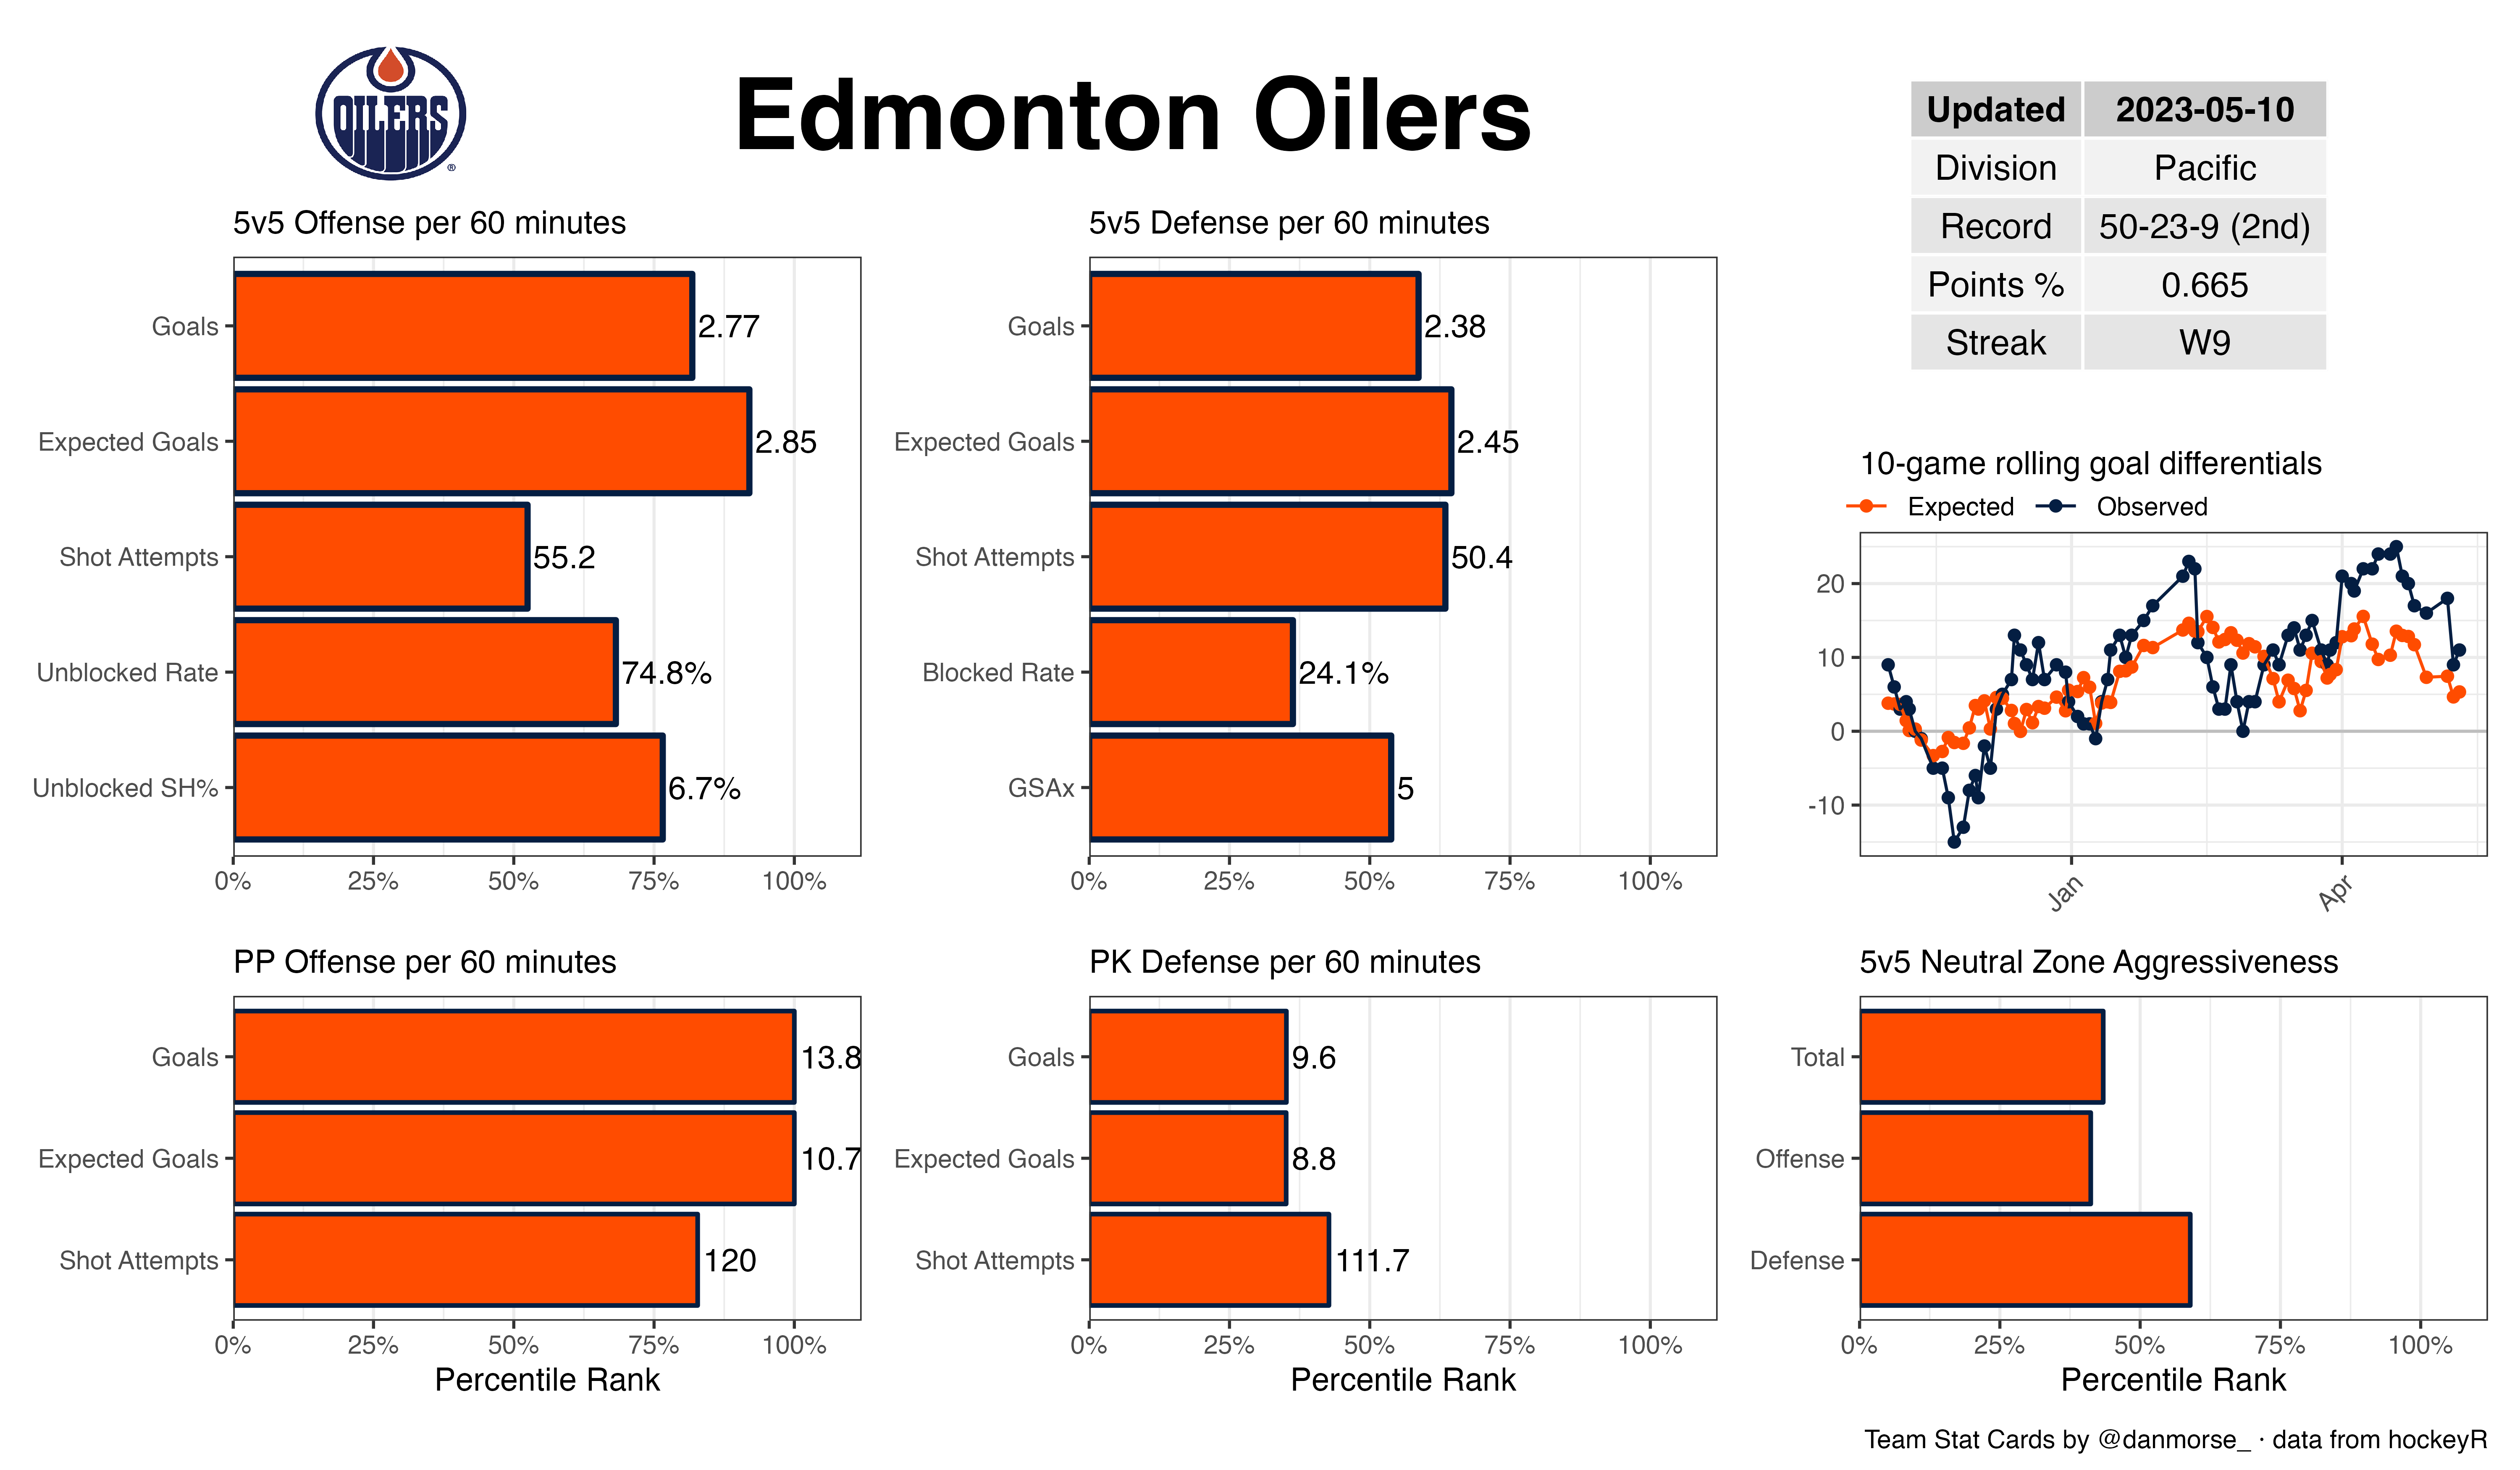 OILERS
®
Edmonton Oilers
Updated 2023-05-10
Division Pacific
Record 50-23-9 (2nd)
Points % 0.665
Streak W9
5v5 Offense per 60 minutes
Goals 2.77
Expected Goals 2.85
Shot Attempts 55.2
Unblocked Rate 74.8%
Unblocked SH% 6.7%
0% 25% 50% 75% 100%
5v5 Defense per 60 minutes
Goals 2.38
Expected Goals 2.45
Shot Attempts 50.4
Blocked Rate 24.1%
GSAx 5
0% 25% 50% 75% 100%
10-game rolling goal differentials
Expected Observed
20
10
0
-10
Jan Apr
PP Offense per 60 minutes
Goals 13.8
Expected Goals 10.7
Shot Attempts 120
0% 25% 50% 75% 100%
Percentile Rank
PK Defense per 60 minutes
Goals 9.6
Expected Goals 8.8
Shot Attempts 111.7
0% 25% 50% 75% 100%
Percentile Rank
5v5 Neutral Zone Aggressiveness
Total
Offense
Defense
0% 25% 50% 75% 100%
Percentile Rank
Team Stat Cards by @danmorse_ · data from hockeyR